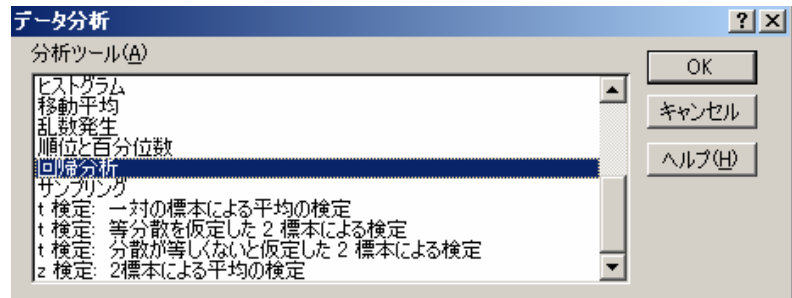 データ分析
分析ツール(A)
ヒストグラム
移動平均
乱数発生
順位と百分位数
回帰分析
サンプリング
t 検定: 一対の標本による平均の検定
t 検定: 等分散を仮定した 2 標本による検定
t 検定: 分散が等しくないと仮定した 2 標本による検定
z 検定: 2標本による平均の検定
OK
キャンセル
ヘルプ(H)